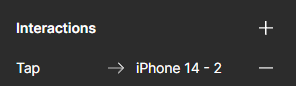 Interactions
Tap → iPhone 14 - 2